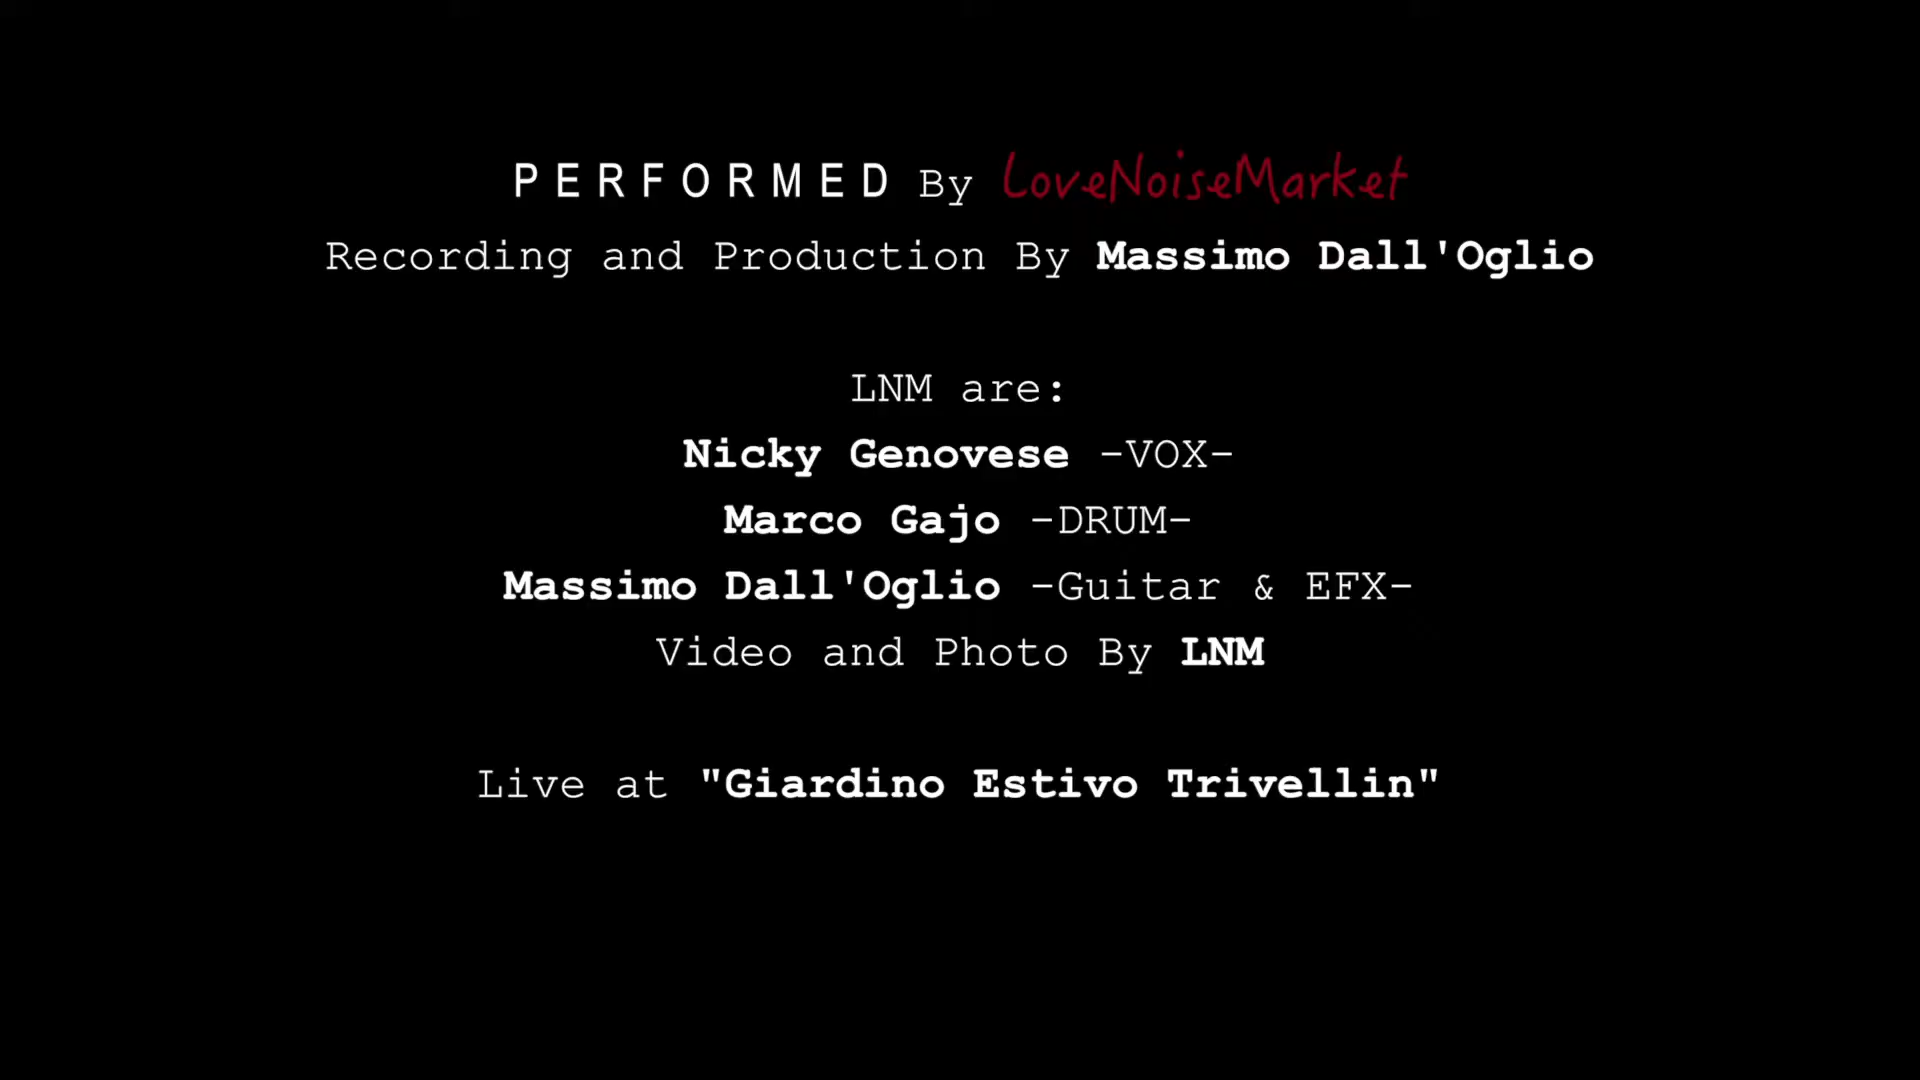 PERFORMED By LoveNoiseMarket
Recording and Production By Massimo Dall'Oglio
LNM are:
Nicky Genovese -VOX-
Marco Gajo -DRUM-
Massimo Dall'Oglio -Guitar & EFX-
Video and Photo By LNM
Live at "Giardino Estivo Trivellin"